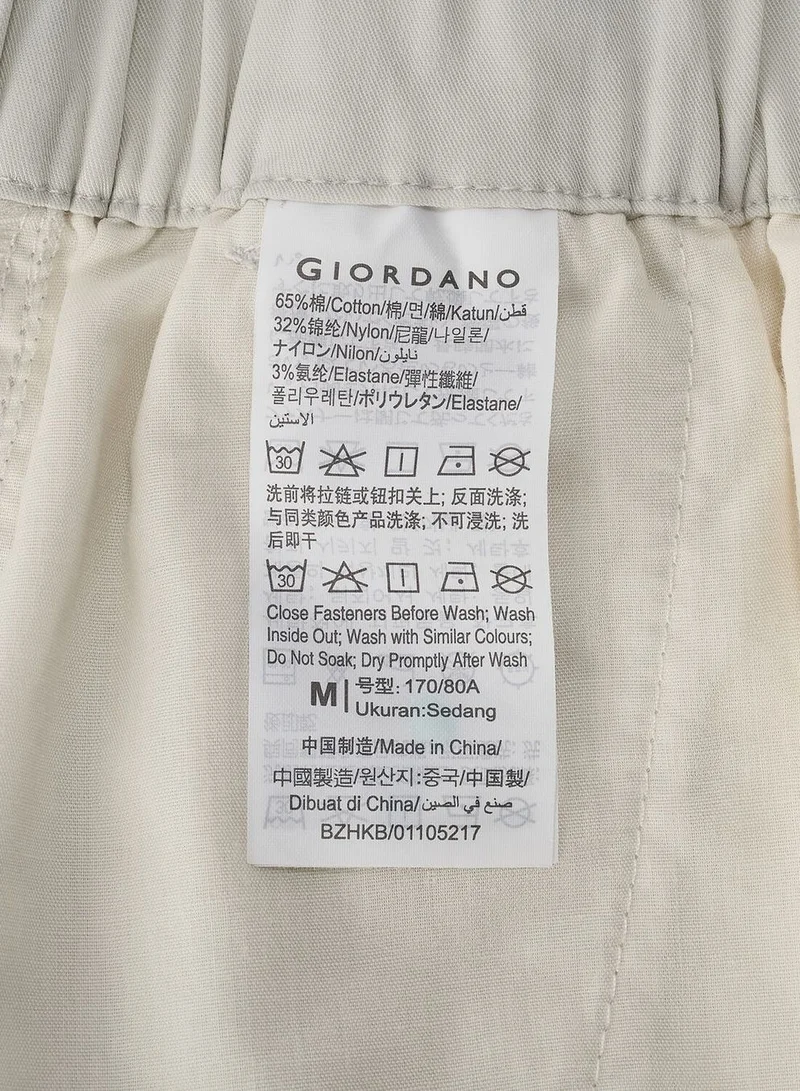 GIORDANO
65%棉/Cotton/棉/면/綿/Katun/قطن
32%锦纶/Nylon/尼龍/나일론/
ナイロン/Nilon/نايلون
3%氨纶/Elastane/彈性纖維/
폴리우레탄/ポリウレタン/Elastane/
الاستين
30
洗前将拉链或钮扣关上; 反面洗涤;
与同类颜色产品洗涤; 不可浸洗; 洗
后即干
30
Close Fasteners Before Wash; Wash
Inside Out; Wash with Similar Colours;
Do Not Soak; Dry Promptly After Wash
M 号型: 170/80A
Ukuran:Sedang
中国制造/Made in China/
中國製造/원산지:중국/中国製/
Dibuat di China/صنع في الصين
BZHKB/01105217